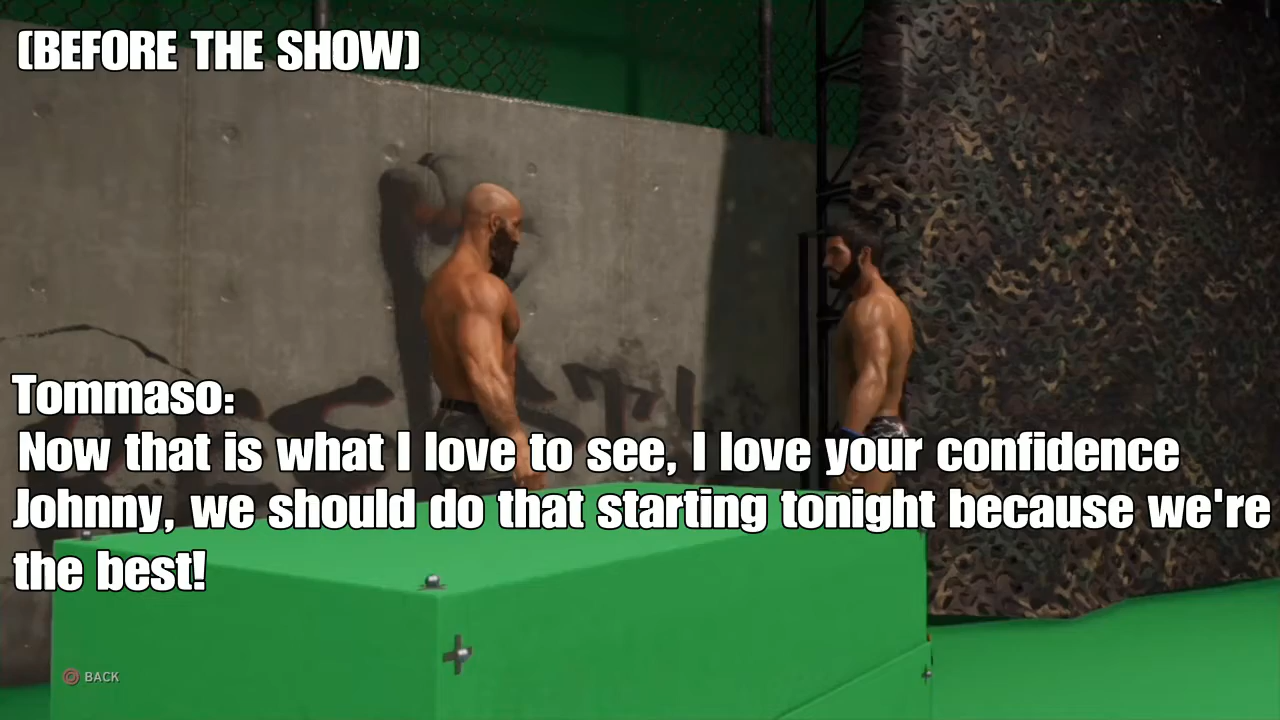 (BEFORE THE SHOW)
Tommaso:
Now that is what I love to see, I love your confidence
Johnny, we should do that starting tonight because we're
the best!
BACK